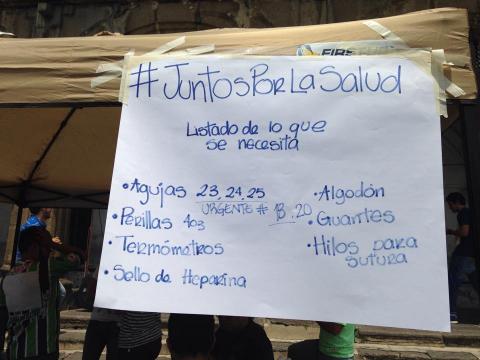 #JuntosPorLaSalud
Listado de lo que
se necesita
• Agujas 23, 24, 25
URGENTE # 18, 20
• Perillas 4o3
• Termómetros
• Sello de Heparina
• Algodón
• Guantes
• Hilos para
sutura